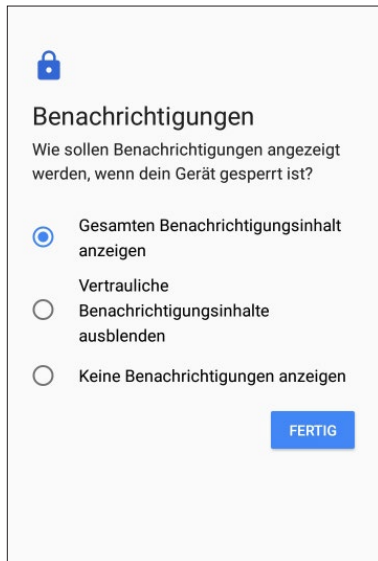 Benachrichtigungen
Wie sollen Benachrichtigungen angezeigt
werden, wenn dein Gerät gesperrt ist?
Gesamten Benachrichtigungsinhalt
anzeigen
Vertrauliche
Benachrichtigungsinhalte
ausblenden
Keine Benachrichtigungen anzeigen
FERTIG